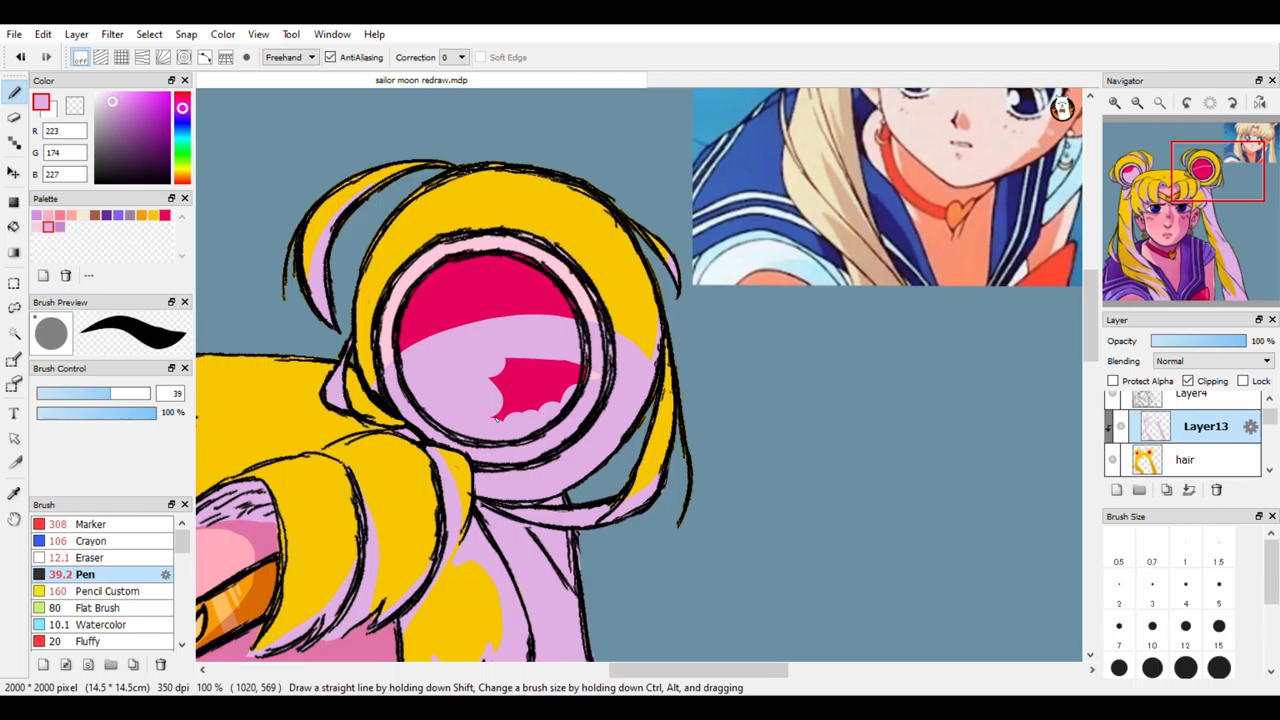 File Edit Layer Filter Select Snap Color View Tool Window Help
off Freehand AntiAliasing Correction 0 Soft Edge
Color
sailor moon redraw.mdp
Navigator
R 223
G 174
B 227
Palette
---
Brush Preview
Brush Control
39
100 %
Layer
Opacity 100 %
Blending Normal
Protect Alpha Clipping Lock
Layer4
Layer13
hair
Brush
308 Marker
106 Crayon
12.1 Eraser
39.2 Pen
160 Pencil Custom
80 Flat Brush
10.1 Watercolor
20 Fluffy
Brush Size
0.5 0.7 1 1.5
2 3 4 5
7 10 12 15
2000 * 2000 pixel (14.5 * 14.5cm) 350 dpi 100 % ( 1020, 569 ) Draw a straight line by holding down Shift, Change a brush size by holding down Ctrl, Alt, and dragging